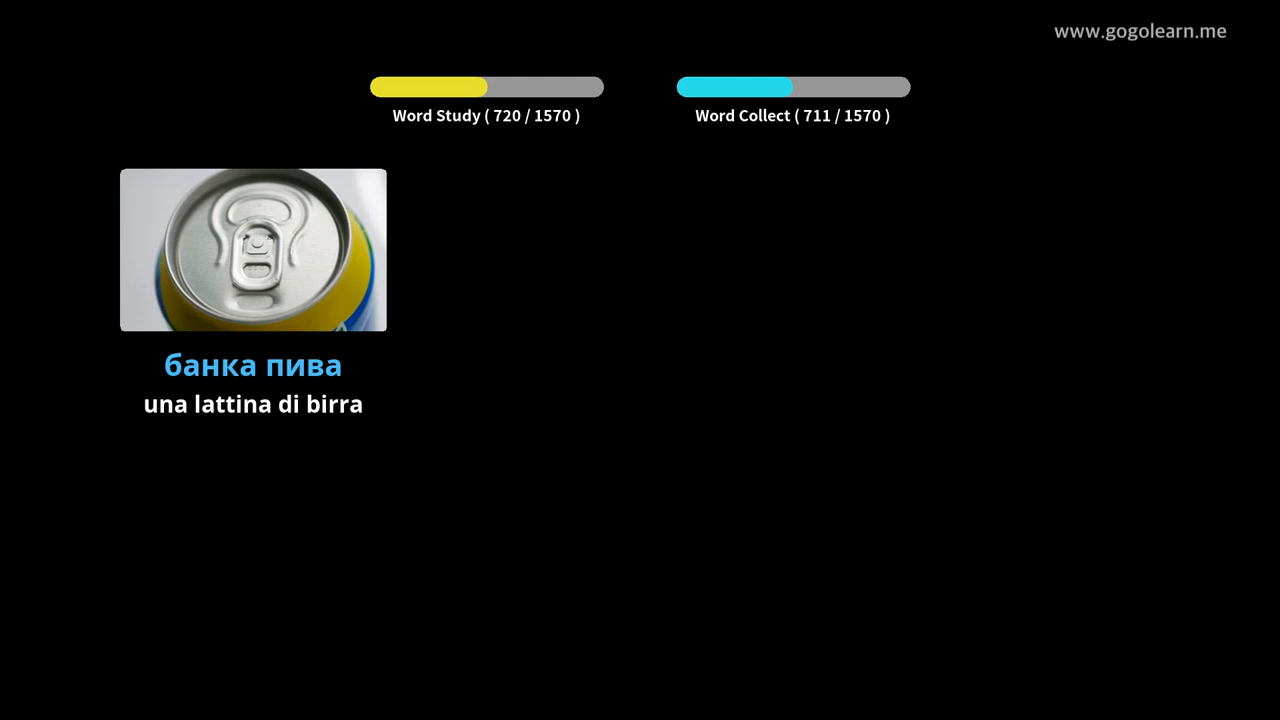 www.gogolearn.me
Word Study ( 720 / 1570 )
Word Collect ( 711 / 1570 )
банка пива
una lattina di birra